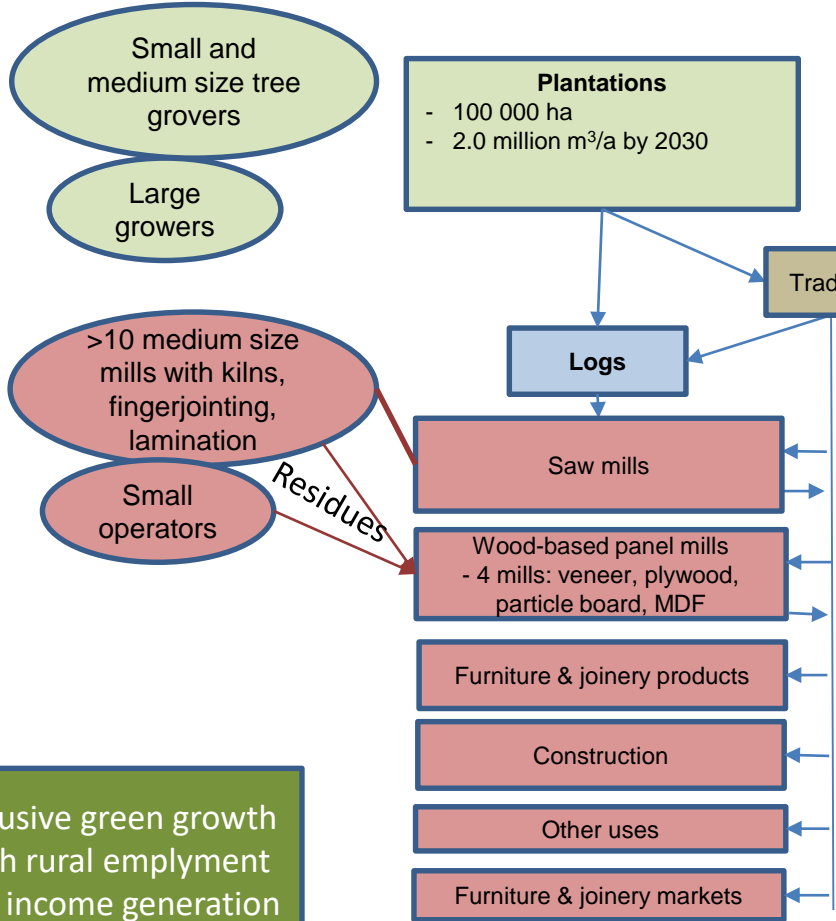 Small and
medium size tree
grovers
Large
growers
Plantations
- 100 000 ha
- 2.0 million m³/a by 2030
Trad
Logs
>10 medium size
mills with kilns,
fingerjointing,
lamination
Small
operators
Residues
Saw mills
Wood-based panel mills
- 4 mills: veneer, plywood,
particle board, MDF
Furniture & joinery products
Construction
Other uses
Furniture & joinery markets
usive green growth
h rural emplyment
income generation